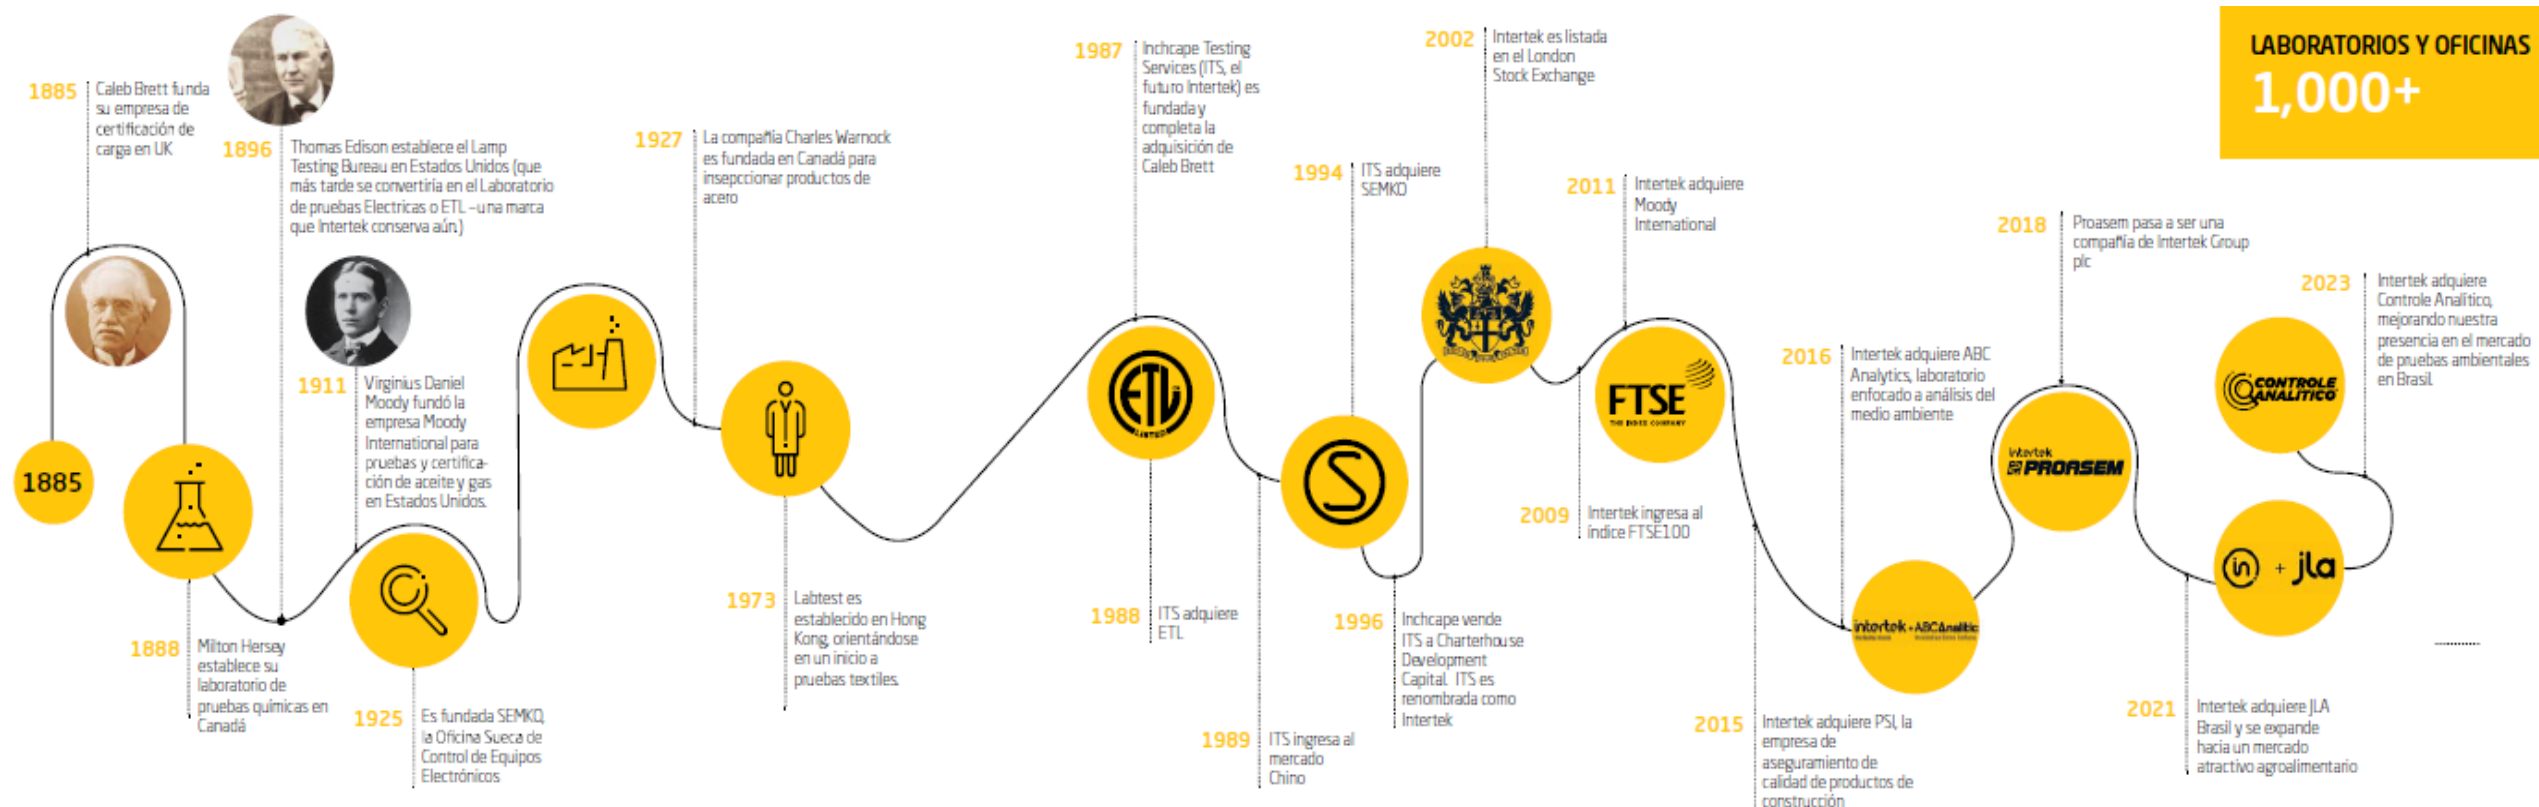 1885
Caleb Brett funda
su empresa de
certificación de
carga en UK
1885
1888
Milton Hersey
establece su
laboratorio de
pruebas químicas en
Canadá
1896
Thomas Edison establece el Lamp
Testing Bureau en Estados Unidos (que
más tarde se convertiría en el Laboratorio
de pruebas Electricas o ETL –una marca
que Intertek conserva aún.)
1911
Virginius Daniel
Moody fundó la
empresa Moody
International para
pruebas y certifica-
ción de aceite y gas
en Estados Unidos.
1925
Es fundada SEMKO,
la Oficina Sueca de
Control de Equipos
Electrónicos
1927
La compañía Charles Warnock
es fundada en Canadá para
insepccionar productos de
acero
1973
Labtest es
establecido en Hong
Kong, orientándose
en un inicio a
pruebas textiles.
1987
Inchcape Testing
Services (ITS, el
futuro Intertek) es
fundada y
completa la
adquisición de
Caleb Brett
ETL
LISTED
1988
ITS adquiere
ETL
1989
ITS ingresa al
mercado
Chino
1994
ITS adquiere
SEMKO
S
1996
Inchcape vende
ITS a Charterhouse
Development
Capital. ITS es
renombrada como
Intertek
2002
Intertek es listada
en el London
Stock Exchange
2009
Intertek ingresa al
índice FTSE100
2011
Intertek adquiere
Moody
International
FTSE
THE INDEX COMPANY
2015
Intertek adquiere PSI, la
empresa de
aseguramiento de
calidad de productos de
construcción
2016
Intertek adquiere ABC
Analytics, laboratorio
enfocado a análisis del
medio ambiente
intertek + ABCAnalitic
2018
Proasem pasa a ser una
compañía de Intertek Group
plc
intertek
PROASEM
2021
Intertek adquiere JLA
Brasil y se expande
hacia un mercado
atractivo agroalimentario
in + jla
2023
Intertek adquiere
Controle Analítico,
mejorando nuestra
presencia en el mercado
de pruebas ambientales
en Brasil.
CONTROLE
ANALÍTICO
LABORATORIOS Y OFICINAS
1,000+